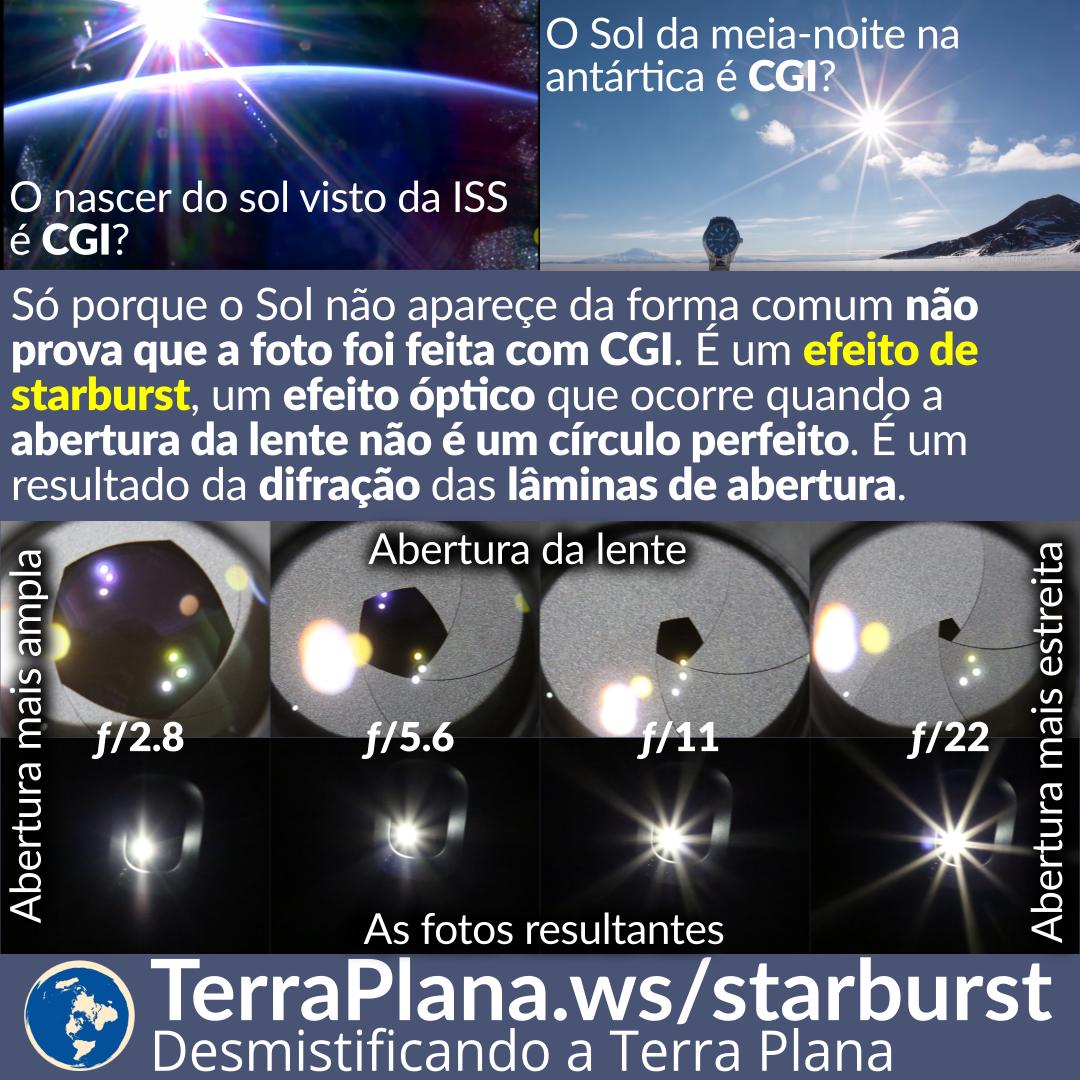 O nascer do sol visto da ISS
é CGI?
O Sol da meia-noite na
antártica é CGI?
Só porque o Sol não apareçe da forma comum não
prova que a foto foi feita com CGI. É um efeito de
starburst, um efeito óptico que ocorre quando a
abertura da lente não é um círculo perfeito. É um
resultado da difração das lâminas de abertura.
Abertura da lente
Abertura mais ampla
Abertura mais estreita
f/2.8
f/5.6
f/11
f/22
As fotos resultantes
TerraPlana.ws/starburst
Desmistificando a Terra Plana